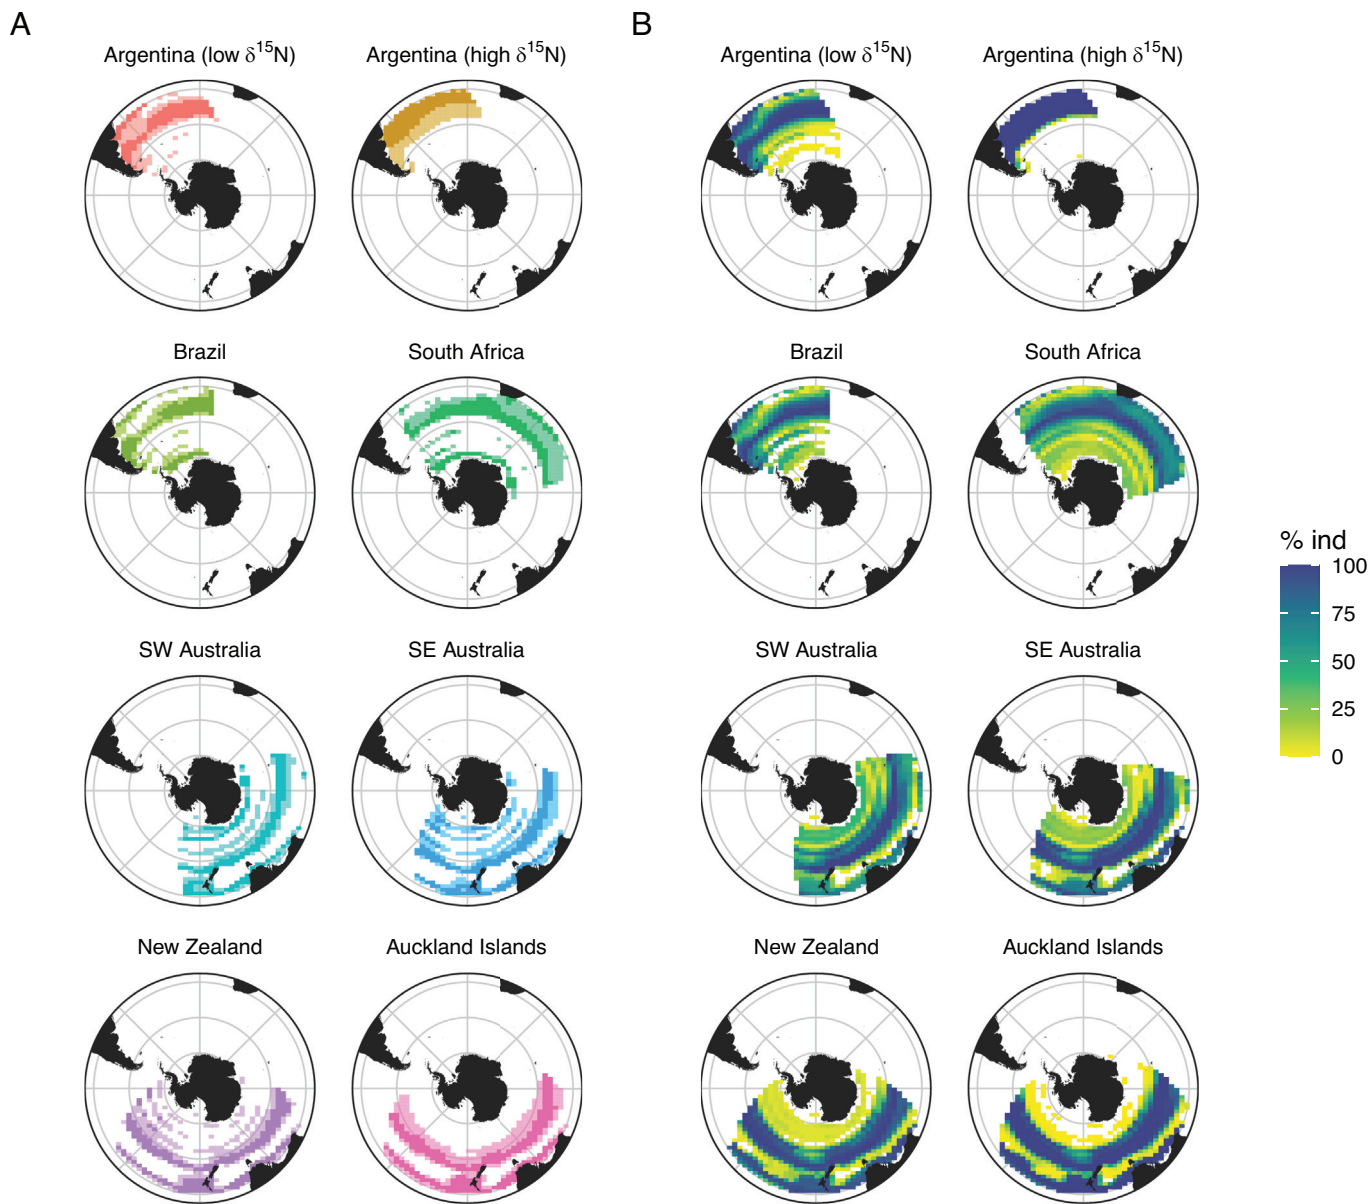 A
B
Argentina (low δ¹⁵N)
Argentina (high δ¹⁵N)
Argentina (low δ¹⁵N)
Argentina (high δ¹⁵N)
Brazil
South Africa
Brazil
South Africa
% ind
100
75
50
25
0
SW Australia
SE Australia
SW Australia
SE Australia
New Zealand
Auckland Islands
New Zealand
Auckland Islands